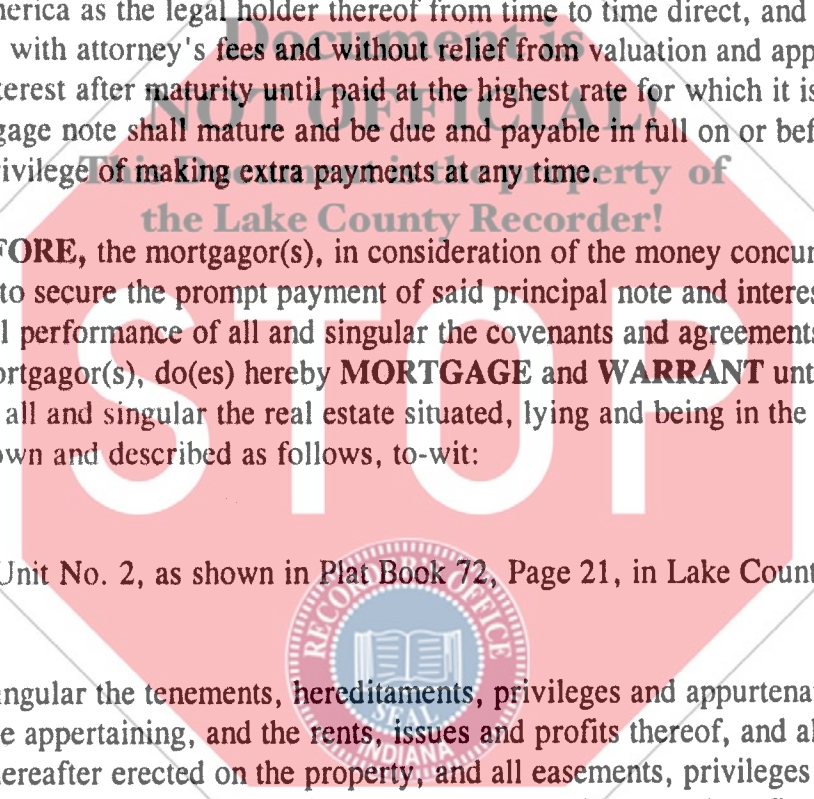 nerica as the legal holder thereof from time to time direct, and
Document is
with attorney's fees and without relief from valuation and app
terest after maturity until paid at the highest rate for which it is
NOT OFFICIAL!
gage note shall mature and be due and payable in full on or bef
This Document is the property of
rivilege of making extra payments at any time.
the Lake County Recorder!
FORE, the mortgagor(s), in consideration of the money concur
to secure the prompt payment of said principal note and interes
l performance of all and singular the covenants and agreements
ortgagor(s), do(es) hereby MORTGAGE and WARRANT unt
all and singular the real estate situated, lying and being in the
own and described as follows, to-wit:
STOP
Unit No. 2, as shown in Plat Book 72, Page 21, in Lake Count
RECORDER'S OFFICE
SEAL
INDIANA
ingular the tenements, hereditaments, privileges and appurtena
e appertaining, and the rents, issues and profits thereof, and al
hereafter erected on the property, and all easements, privileges